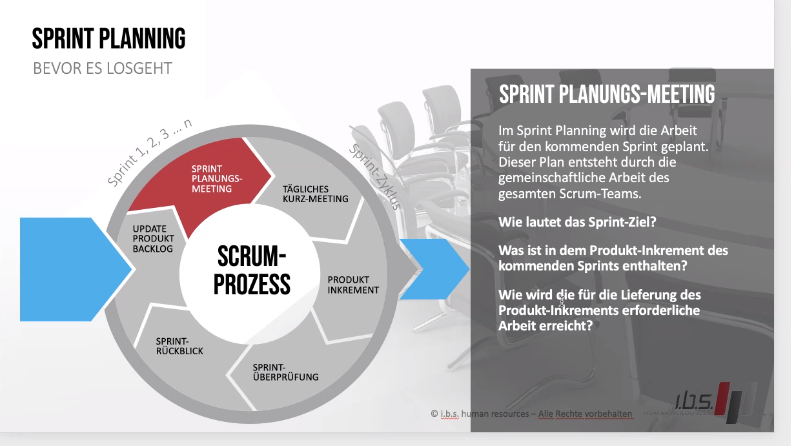 SPRINT PLANNING
BEVOR ES LOSGEHT
Sprint 1, 2, 3 ... n
Sprint-Zyklus
SPRINT
PLANUNGS-
MEETING
TÄGLICHES
KURZ-MEETING
PRODUKT
INKREMENT
SPRINT-
ÜBERPRÜFUNG
SPRINT-
RÜCKBLICK
UPDATE
PRODUKT
BACKLOG
SCRUM-
PROZESS
SPRINT PLANUNGS-MEETING
Im Sprint Planning wird die Arbeit
für den kommenden Sprint geplant.
Dieser Plan entsteht durch die
gemeinschaftliche Arbeit des
gesamten Scrum-Teams.
Wie lautet das Sprint-Ziel?
Was ist in dem Produkt-Inkrement des
kommenden Sprints enthalten?
Wie wird die für die Lieferung des
Produkt-Inkrements erforderliche
Arbeit erreicht?
i.b.s.
© i.b.s. human resources – Alle Rechte vorbehalten